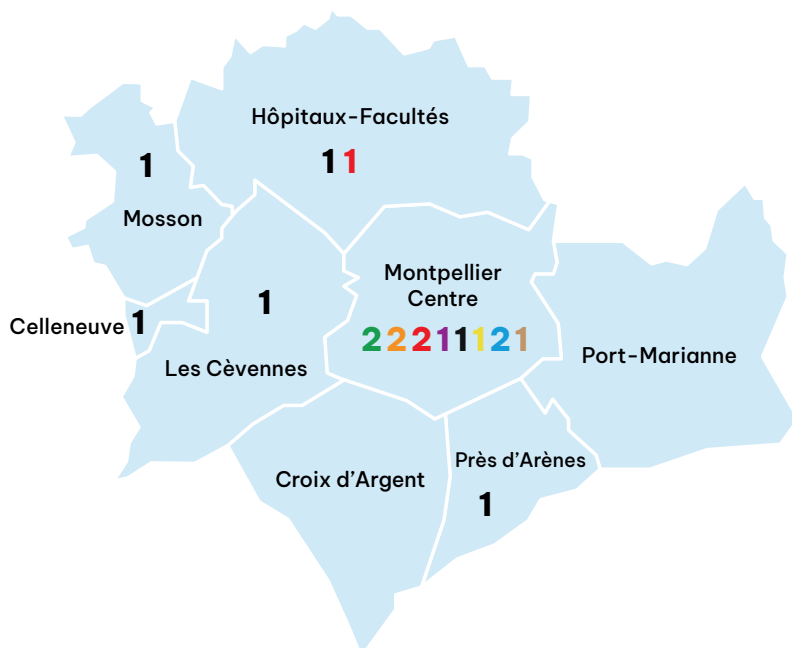 Hôpitaux-Facultés
1 1
1
Mosson
Montpellier
Centre
2 2 2 1 1 1 2 1
1
Celleneuve 1
Les Cèvennes
Port-Marianne
Croix d'Argent
Près d'Arènes
1